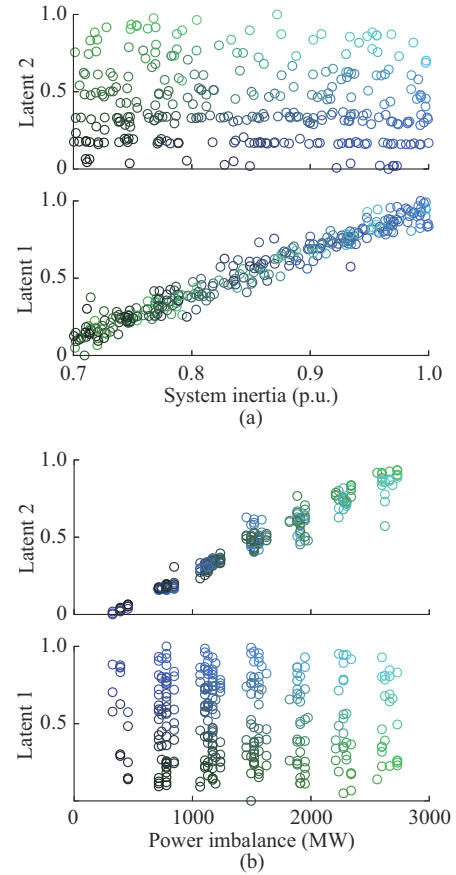 1.0
Latent 2
0.5
0
1.0
Latent 1
0.5
0
0.7 0.8 0.9 1.0
System inertia (p.u.)
(a)
1.0
Latent 2
0.5
0
1.0
Latent 1
0.5
0 1000 2000 3000
Power imbalance (MW)
(b)